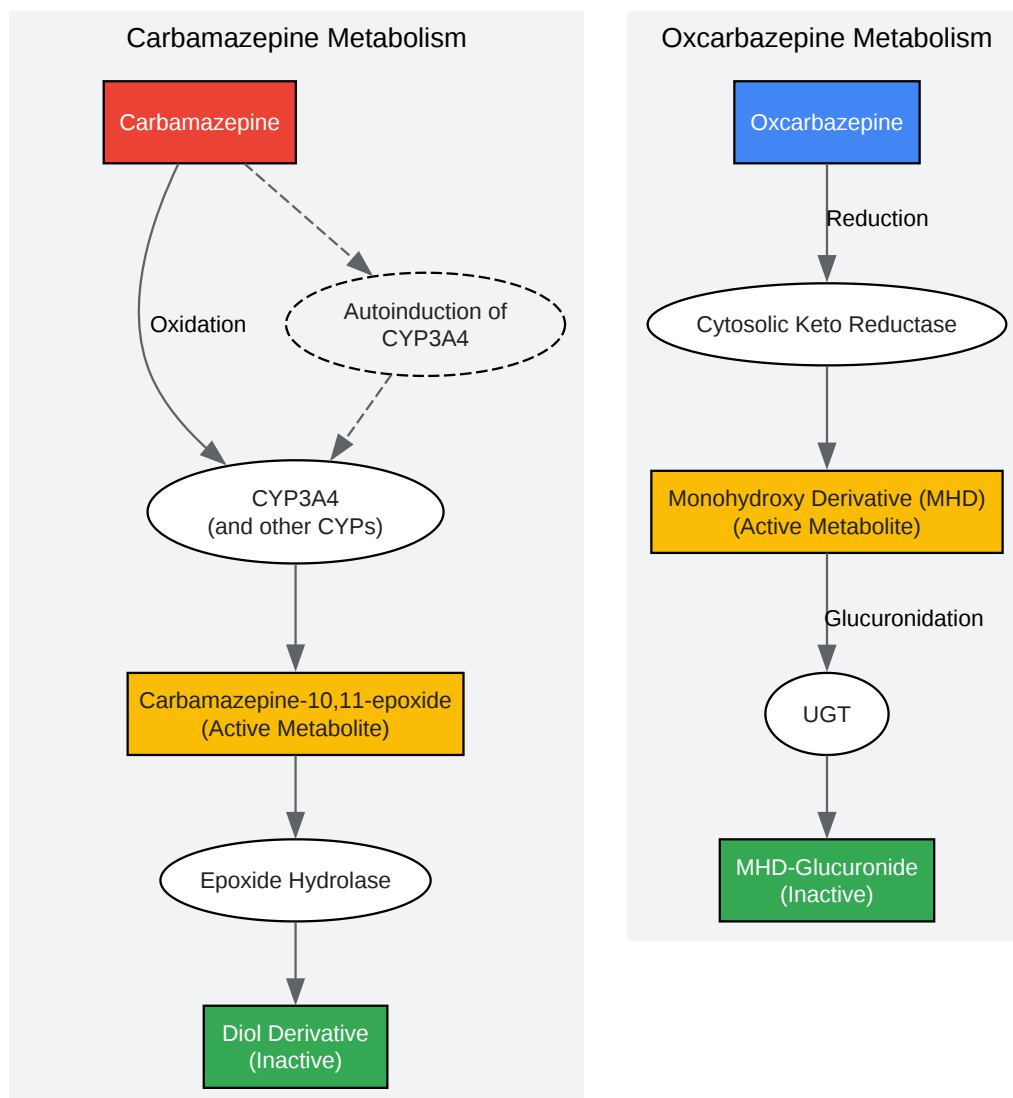 Carbamazepine Metabolism
Carbamazepine
Oxidation
Autoinduction of
CYP3A4
CYP3A4
(and other CYPs)
Carbamazepine-10,11-epoxide
(Active Metabolite)
Epoxide Hydrolase
Diol Derivative
(Inactive)
Oxcarbazepine Metabolism
Oxcarbazepine
Reduction
Cytosolic Keto Reductase
Monohydroxy Derivative (MHD)
(Active Metabolite)
Glucuronidation
UGT
MHD-Glucuronide
(Inactive)